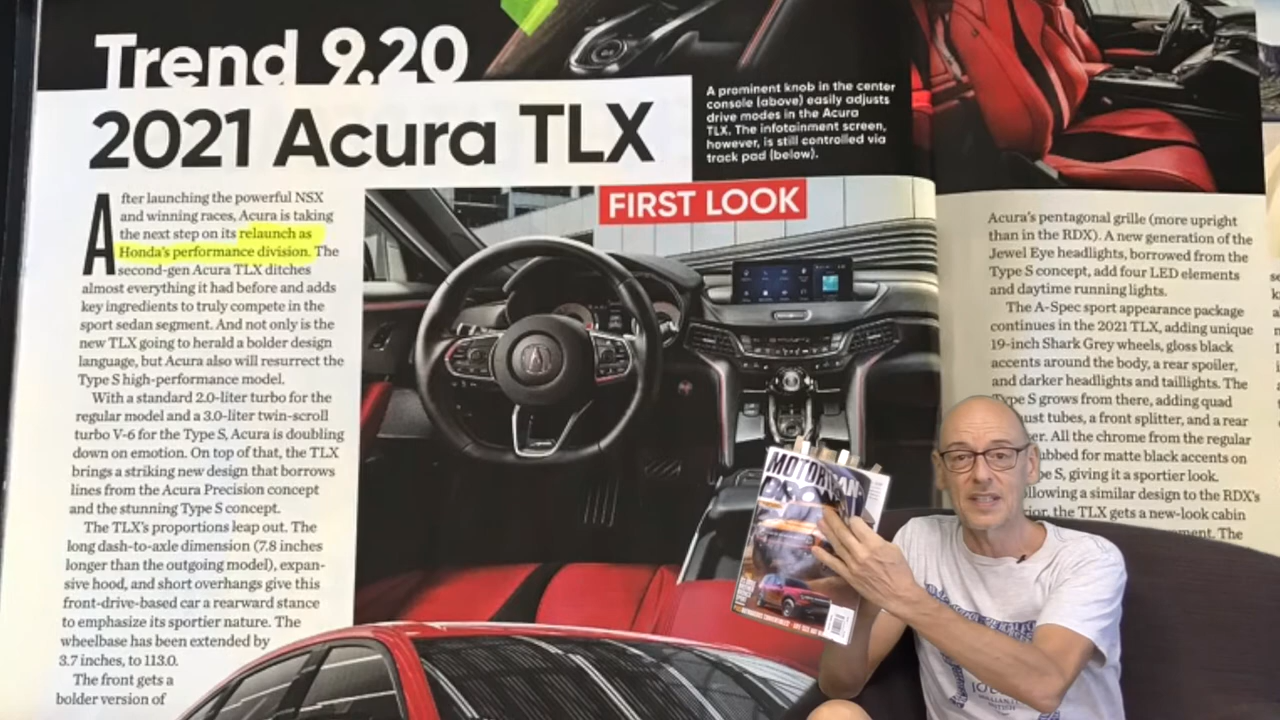 Trend 9.20
2021 Acura TLX
A prominent knob in the center
console (above) easily adjusts
drive modes in the Acura
TLX. The infotainment screen,
however, is still controlled via
track pad (below).
FIRST LOOK
After launching the powerful NSX
and winning races, Acura is taking
the next step on its relaunch as
Honda's performance division. The
second-gen Acura TLX ditches
almost everything it had before and adds
key ingredients to truly compete in the
sport sedan segment. And not only is the
new TLX going to herald a bolder design
language, but Acura also will resurrect the
Type S high-performance model.
With a standard 2.0-liter turbo for the
regular model and a 3.0-liter twin-scroll
turbo V-6 for the Type S, Acura is doubling
down on emotion. On top of that, the TLX
brings a striking new design that borrows
lines from the Acura Precision concept
and the stunning Type S concept.
The TLX's proportions leap out. The
long dash-to-axle dimension (7.8 inches
longer than the outgoing model), expan-
sive hood, and short overhangs give this
front-drive-based car a rearward stance
to emphasize its sportier nature. The
wheelbase has been extended by
3.7 inches, to 113.0.
The front gets a
bolder version of
Acura's pentagonal grille (more upright
than in the RDX). A new generation of the
Jewel Eye headlights, borrowed from the
Type S concept, add four LED elements
and daytime running lights.
The A-Spec sport appearance package
continues in the 2021 TLX, adding unique
19-inch Shark Grey wheels, gloss black
accents around the body, a rear spoiler,
and darker headlights and taillights. The
Type S grows from there, adding quad
tubes, a front splitter, and a rear
All the chrome from the regular
for matte black accents on
S, giving it a sportier look.
a similar design to the RDX's
the TLX gets a new-look cabin
The
MOTOR